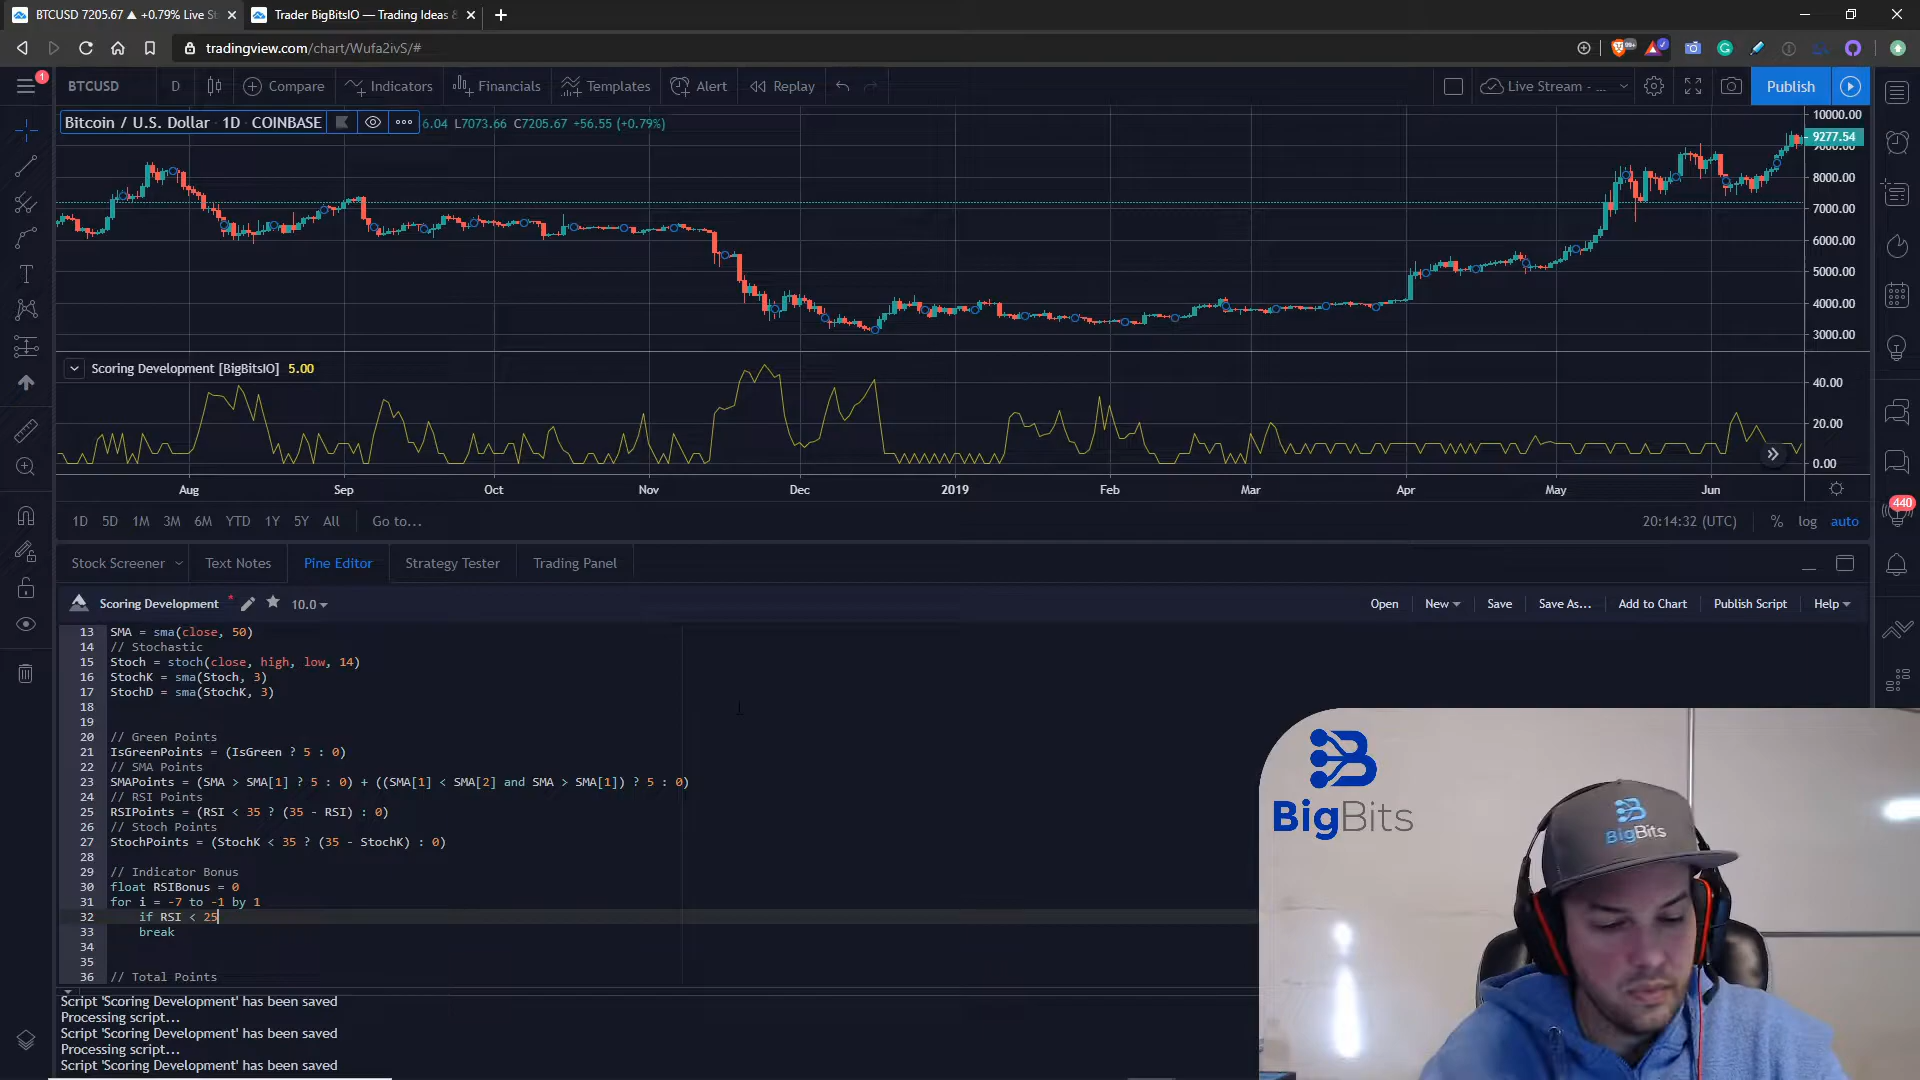 BTCUSD 7205.67 ▲ +0.79% Live St
Trader BigBitsIO — Trading Ideas &
tradingview.com/chart/Wufa2ivS/#
99+
1
BTCUSD
D
Compare
Indicators
Financials
Templates
Alert
Replay
Live Stream - ...
Publish
Bitcoin / U.S. Dollar 1D COINBASE
6.04 L7073.66 C7205.67 +56.55 (+0.79%)
10000.00
9277.54
8000.00
7000.00
6000.00
5000.00
4000.00
3000.00
Scoring Development [BigBitsIO] 5.00
40.00
20.00
0.00
Aug Sep Oct Nov Dec 2019 Feb Mar Apr May Jun
440
1D 5D 1M 3M 6M YTD 1Y 5Y All Go to...
20:14:32 (UTC) % log auto
Stock Screener Text Notes Pine Editor Strategy Tester Trading Panel
Scoring Development * 10.0
Open New Save Save As... Add to Chart Publish Script Help
13 SMA = sma(close, 50)
14 // Stochastic
15 Stoch = stoch(close, high, low, 14)
16 StochK = sma(Stoch, 3)
17 StochD = sma(StochK, 3)
18
19
20 // Green Points
21 IsGreenPoints = (IsGreen ? 5 : 0)
22 // SMA Points
23 SMAPoints = (SMA > SMA[1] ? 5 : 0) + ((SMA[1] < SMA[2] and SMA > SMA[1]) ? 5 : 0)
24 // RSI Points
25 RSIPoints = (RSI < 35 ? (35 - RSI) : 0)
26 // Stoch Points
27 StochPoints = (StochK < 35 ? (35 - StochK) : 0)
28
29 // Indicator Bonus
30 float RSIBonus = 0
31 for i = -7 to -1 by 1
32 if RSI < 25
33 break
34
35
36 // Total Points
Script 'Scoring Development' has been saved
Processing script...
Script 'Scoring Development' has been saved
Processing script...
Script 'Scoring Development' has been saved
BigBits
BigBits